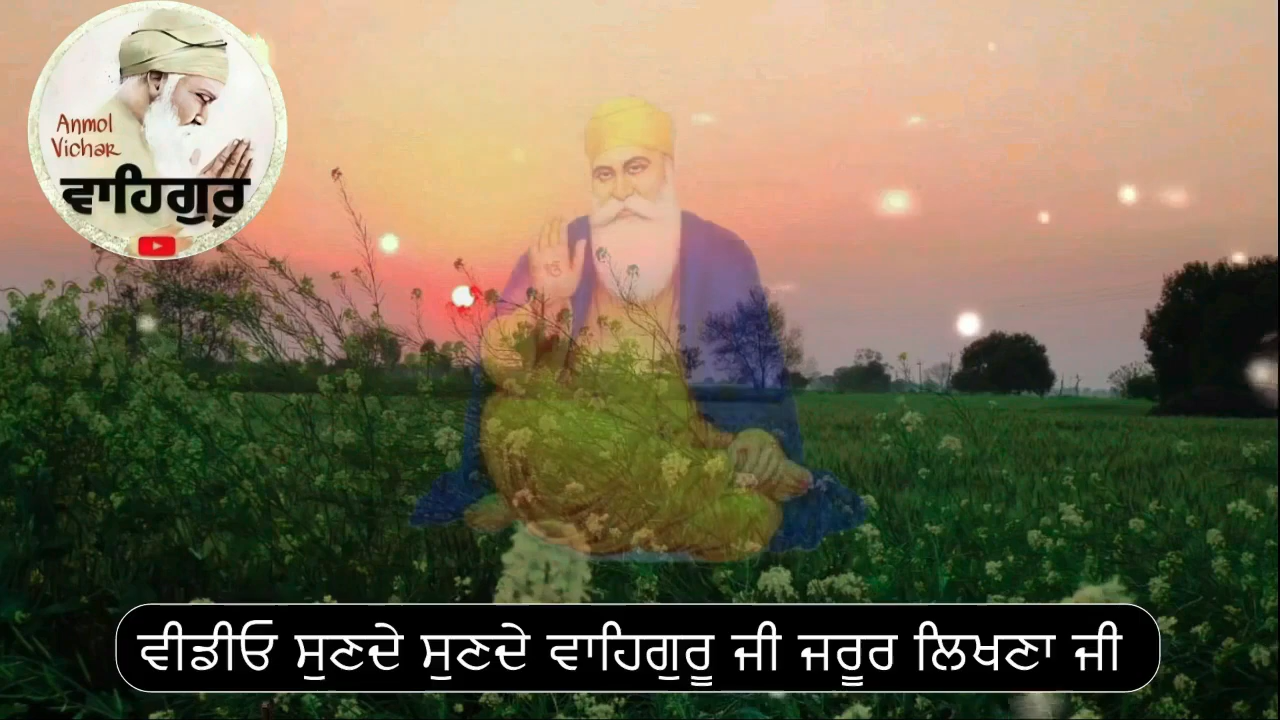 Anmol
Vichar
ਵਾਹਿਗੁਰੂ
ਵੀਡੀਓ ਸੁਣਦੇ ਸੁਣਦੇ ਵਾਹਿਗੁਰੂ ਜੀ ਜਰੂਰ ਲਿਖਣਾ ਜੀ